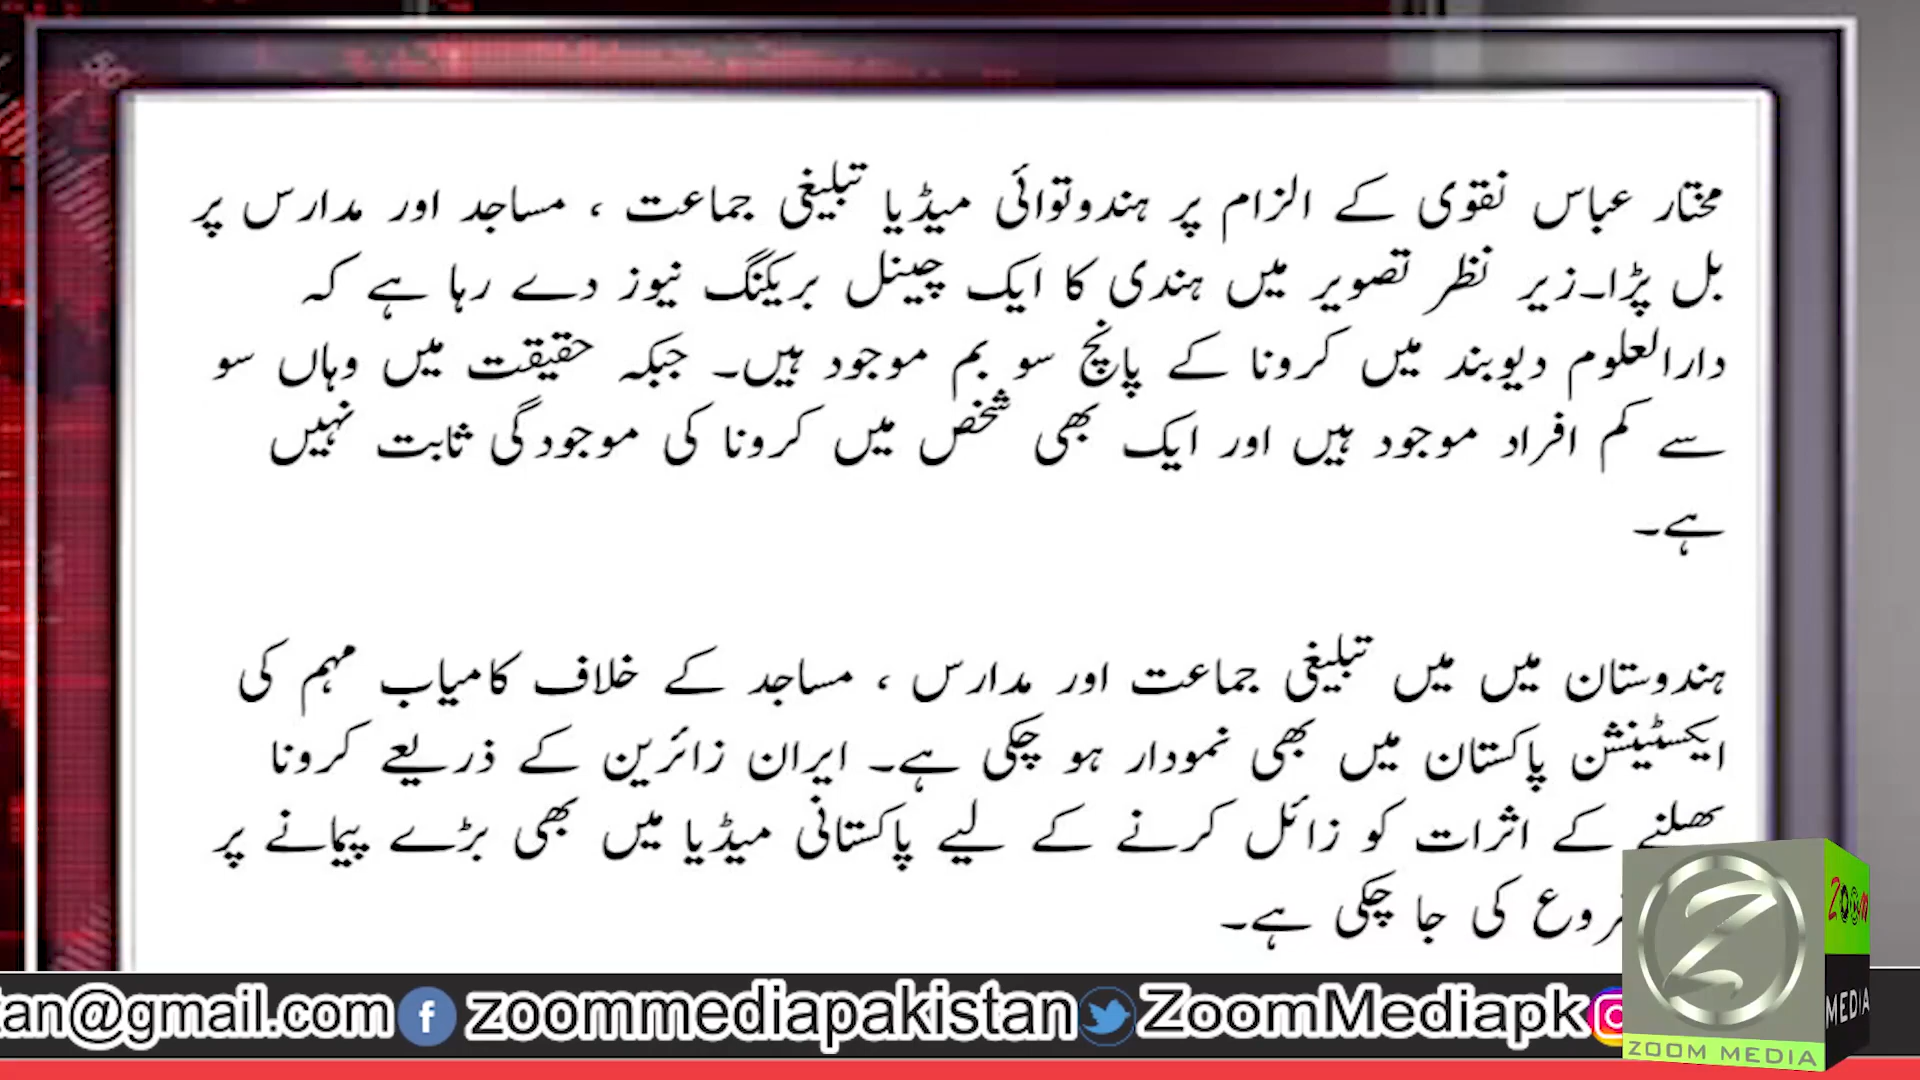 مختار عباس نقوی کے الزام پر ہندوتوائی میڈیا تبلیغی جماعت ، مساجد اور مدارس پر
بل پڑا۔زیر نظر تصویر میں ہندی کا ایک چینل بریکنگ نیوز دے رہا ہے کہ
دارالعلوم دیوبند میں کرونا کے پانچ سو بم موجود ہیں۔ جبکہ حقیقت میں وہاں سو
سے کم افراد موجود ہیں اور ایک بھی شخص میں کرونا کی موجودگی ثابت نہیں
ہے۔
ہندوستان میں میں تبلیغی جماعت اور مدارس ، مساجد کے خلاف کامیاب مہم کی
ایکسٹینشن پاکستان میں بھی نمودار ہو چکی ہے۔ ایران زائرین کے ذریعے کرونا
پھیلنے کے اثرات کو زائل کرنے کے لیے پاکستانی میڈیا میں بھی بڑے پیمانے پر
کی جا چکی ہے۔
tan@gmail.com zoommediapakistan ZoomMediapk
Zoom
MEDIA
ZOOM MEDIA